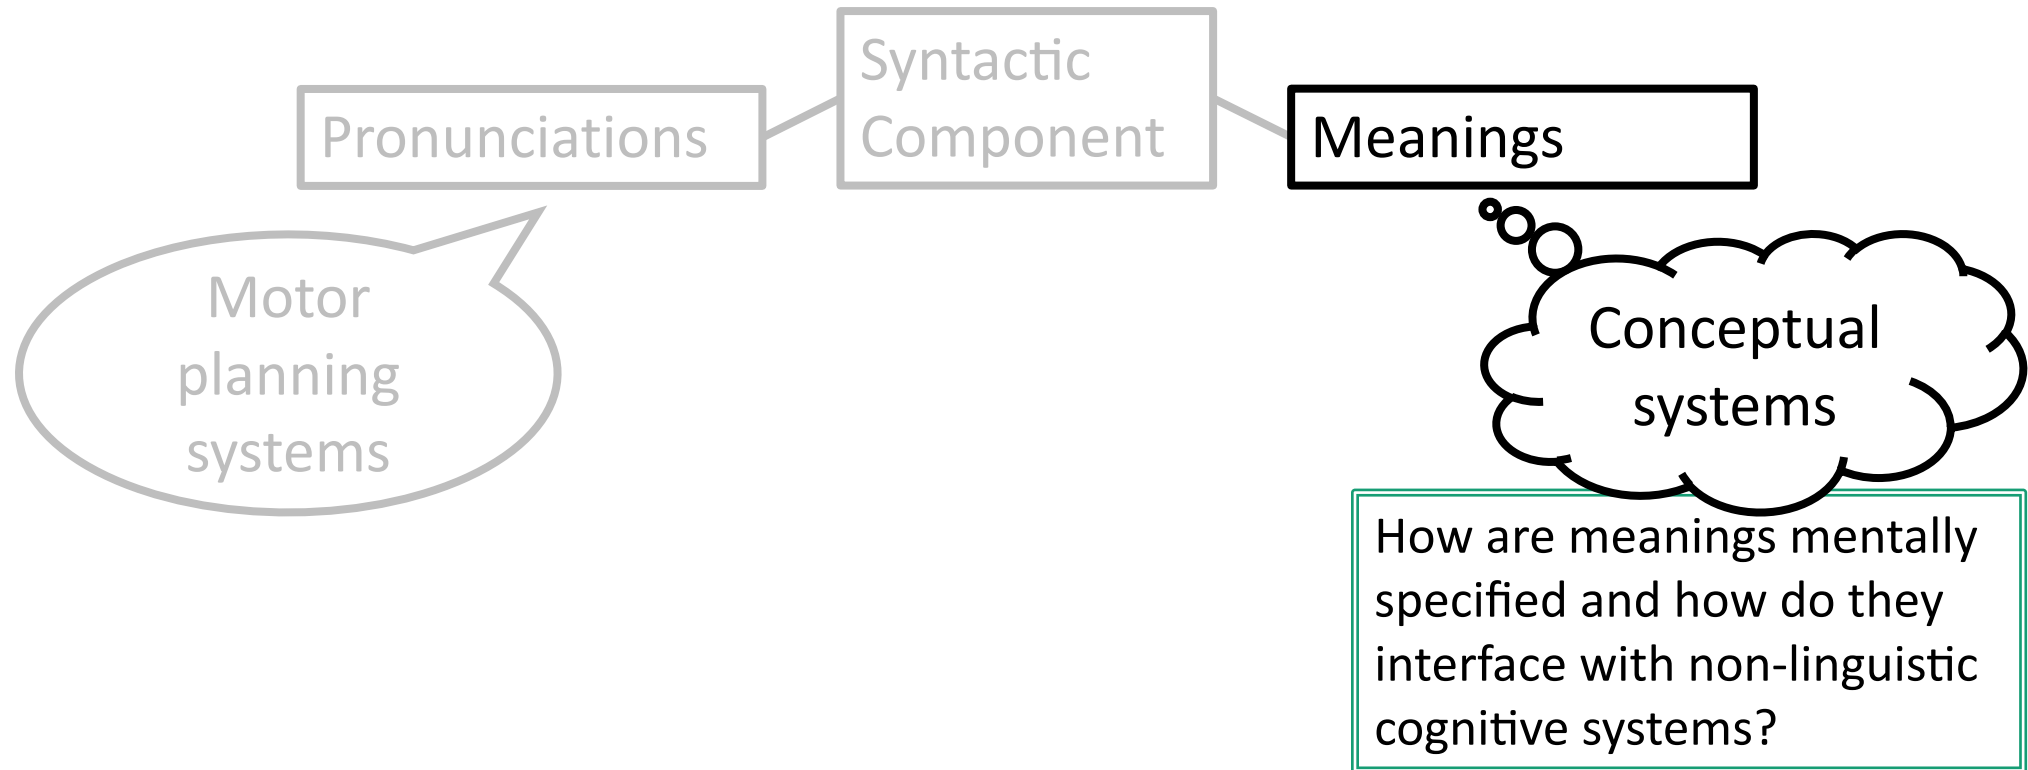 Syntactic
Component
Pronunciations
Meanings
Motor
planning
systems
Conceptual
systems
How are meanings mentally
specified and how do they
interface with non-linguistic
cognitive systems?